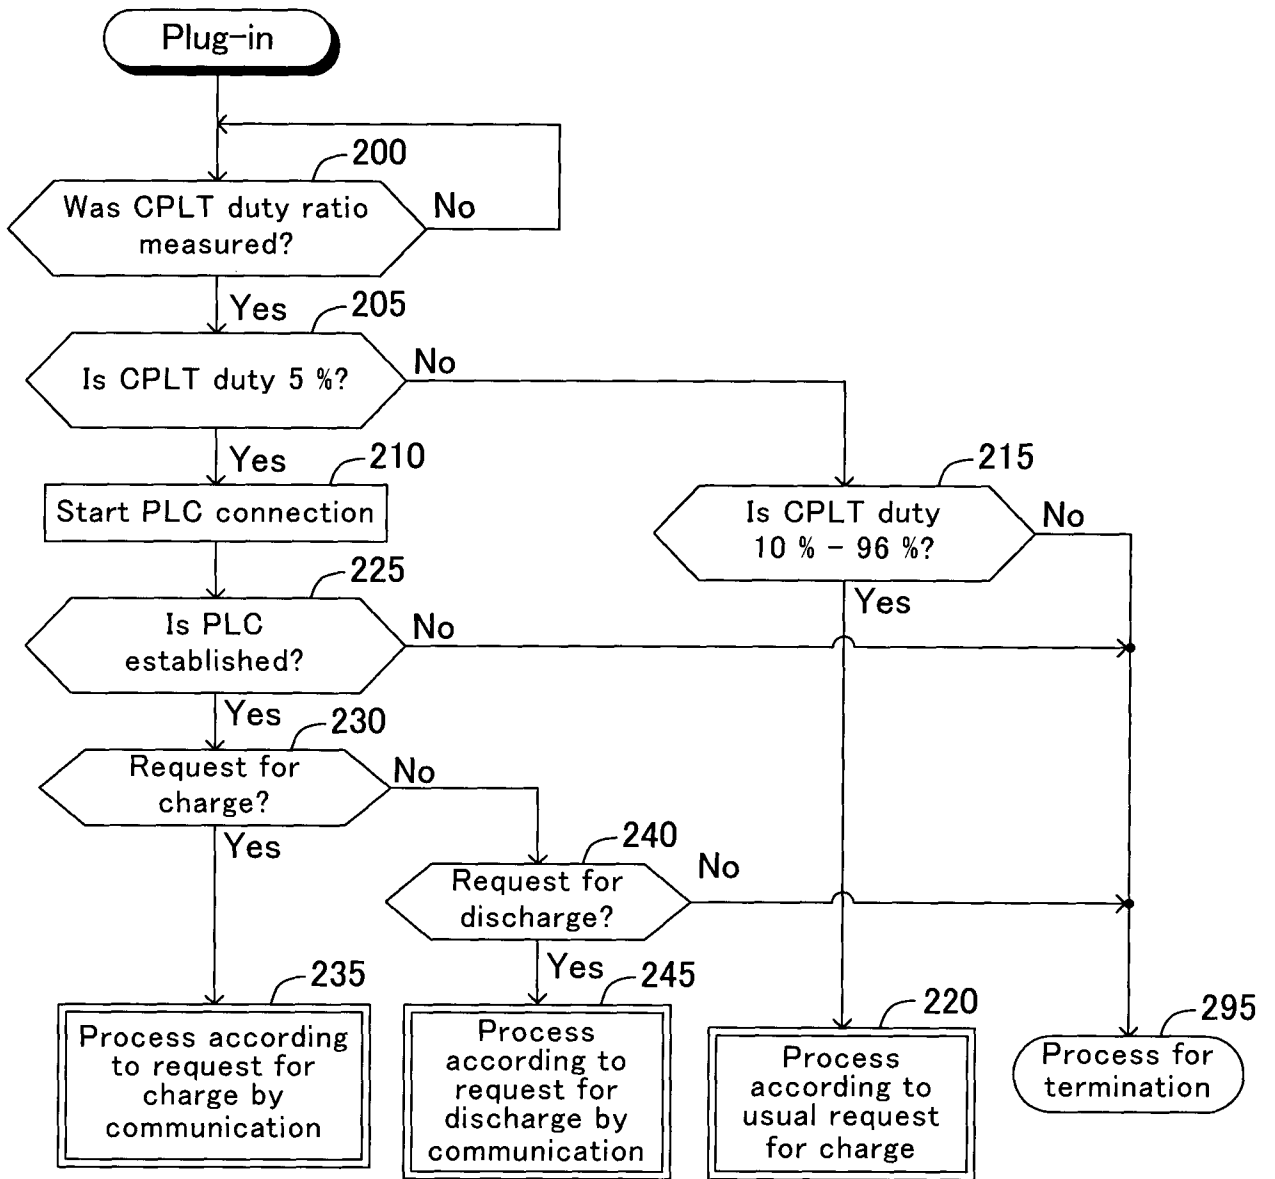 Plug-in
200
Was CPLT duty ratio
measured?
No
Yes
205
Is CPLT duty 5 %?
No
Yes
210
Start PLC connection
215
Is CPLT duty
10 % - 96 %?
No
Yes
225
Is PLC
established?
No
Yes
230
Request for
charge?
No
Yes
240
Request for
discharge?
No
Yes
235
Process according
to request for
charge by
communication
245
Process
according to
request for
discharge by
communication
220
Process
according to
usual request
for charge
295
Process for
termination